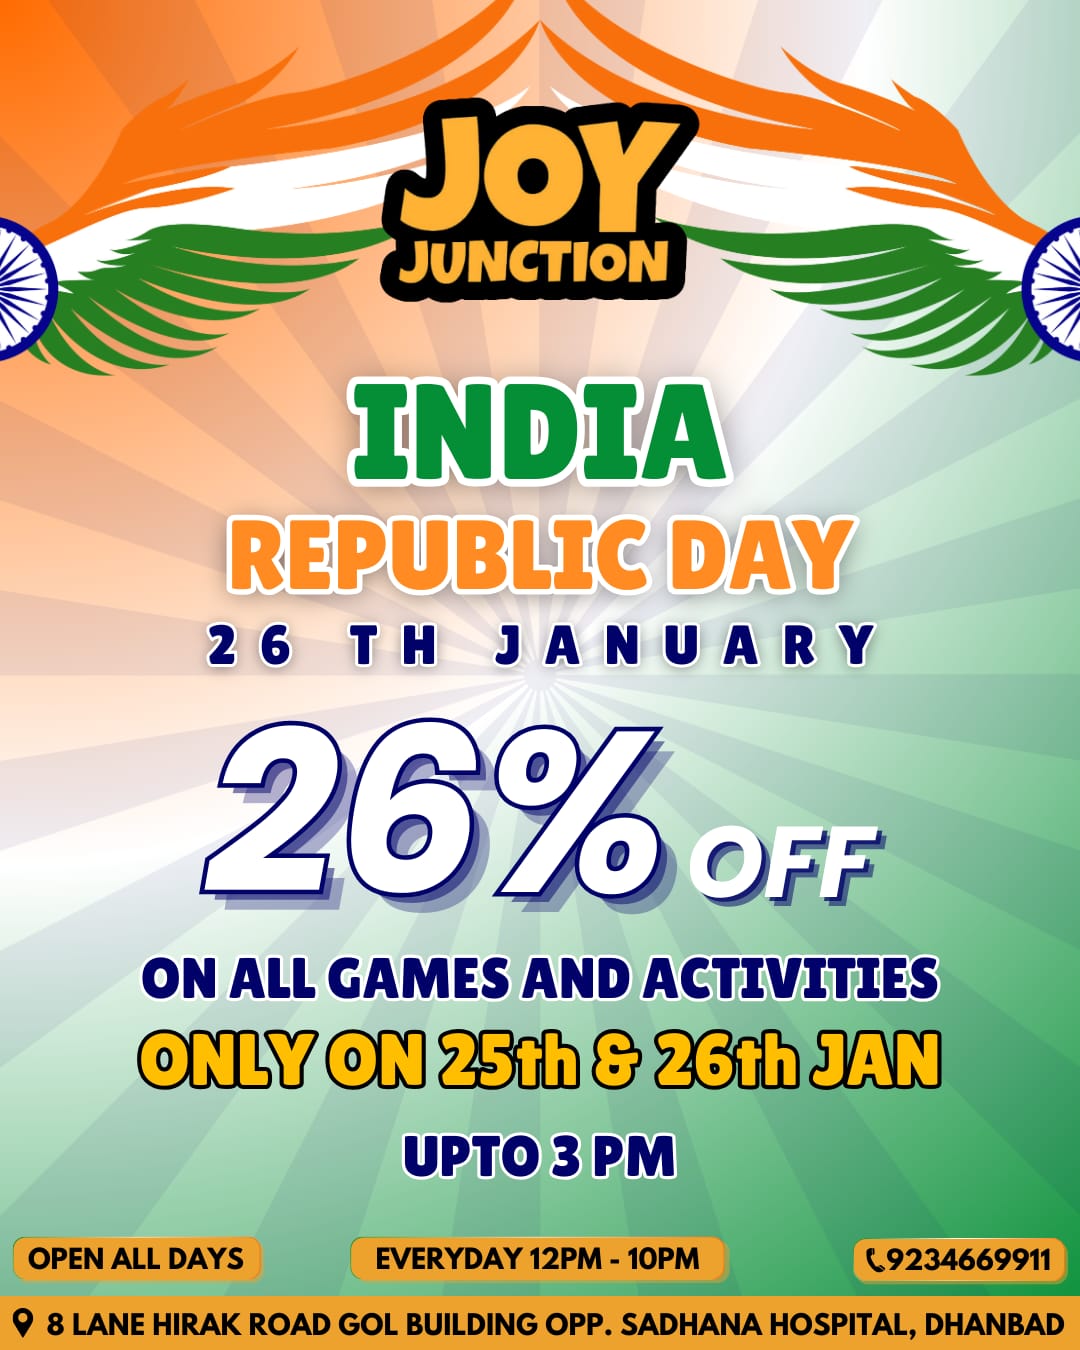 JOY
JUNCTION
INDIA
REPUBLIC DAY
26 TH JANUARY
26% OFF
ON ALL GAMES AND ACTIVITIES
ONLY ON 25th & 26th JAN
UPTO 3 PM
OPEN ALL DAYS
EVERYDAY 12PM - 10PM
9234669911
8 LANE HIRAK ROAD GOL BUILDING OPP. SADHANA HOSPITAL, DHANBAD